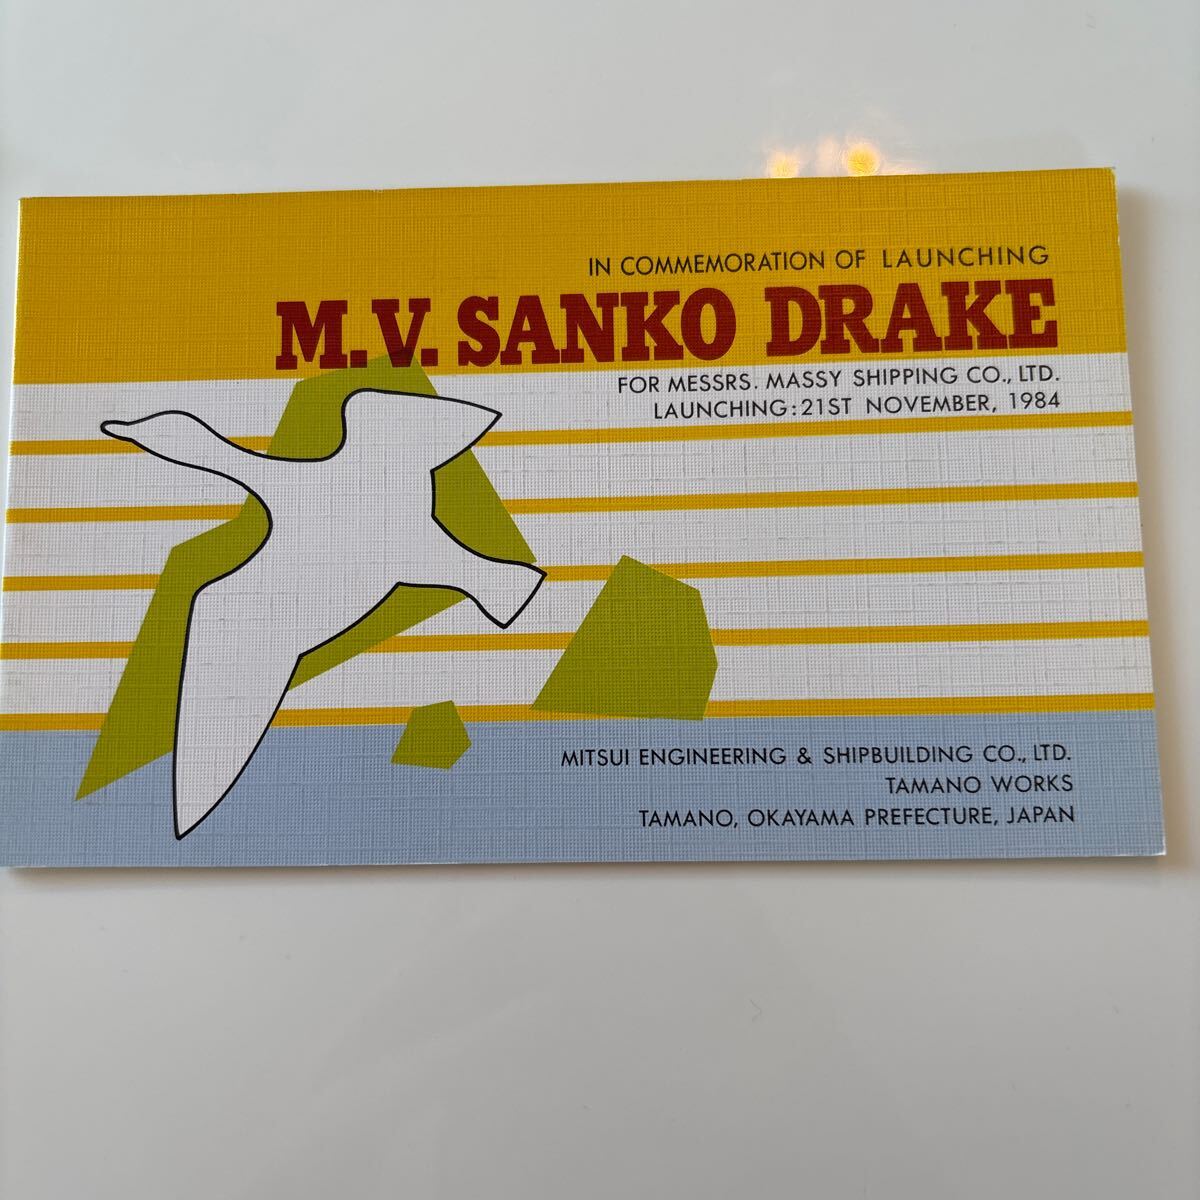 IN COMMEMORATION OF LAUNCHING
M.V. SANKO DRAKE
FOR MESSRS. MASSY SHIPPING CO., LTD.
LAUNCHING: 21ST NOVEMBER, 1984
MITSUI ENGINEERING & SHIPBUILDING CO., LTD.
TAMANO WORKS
TAMANO, OKAYAMA PREFECTURE, JAPAN